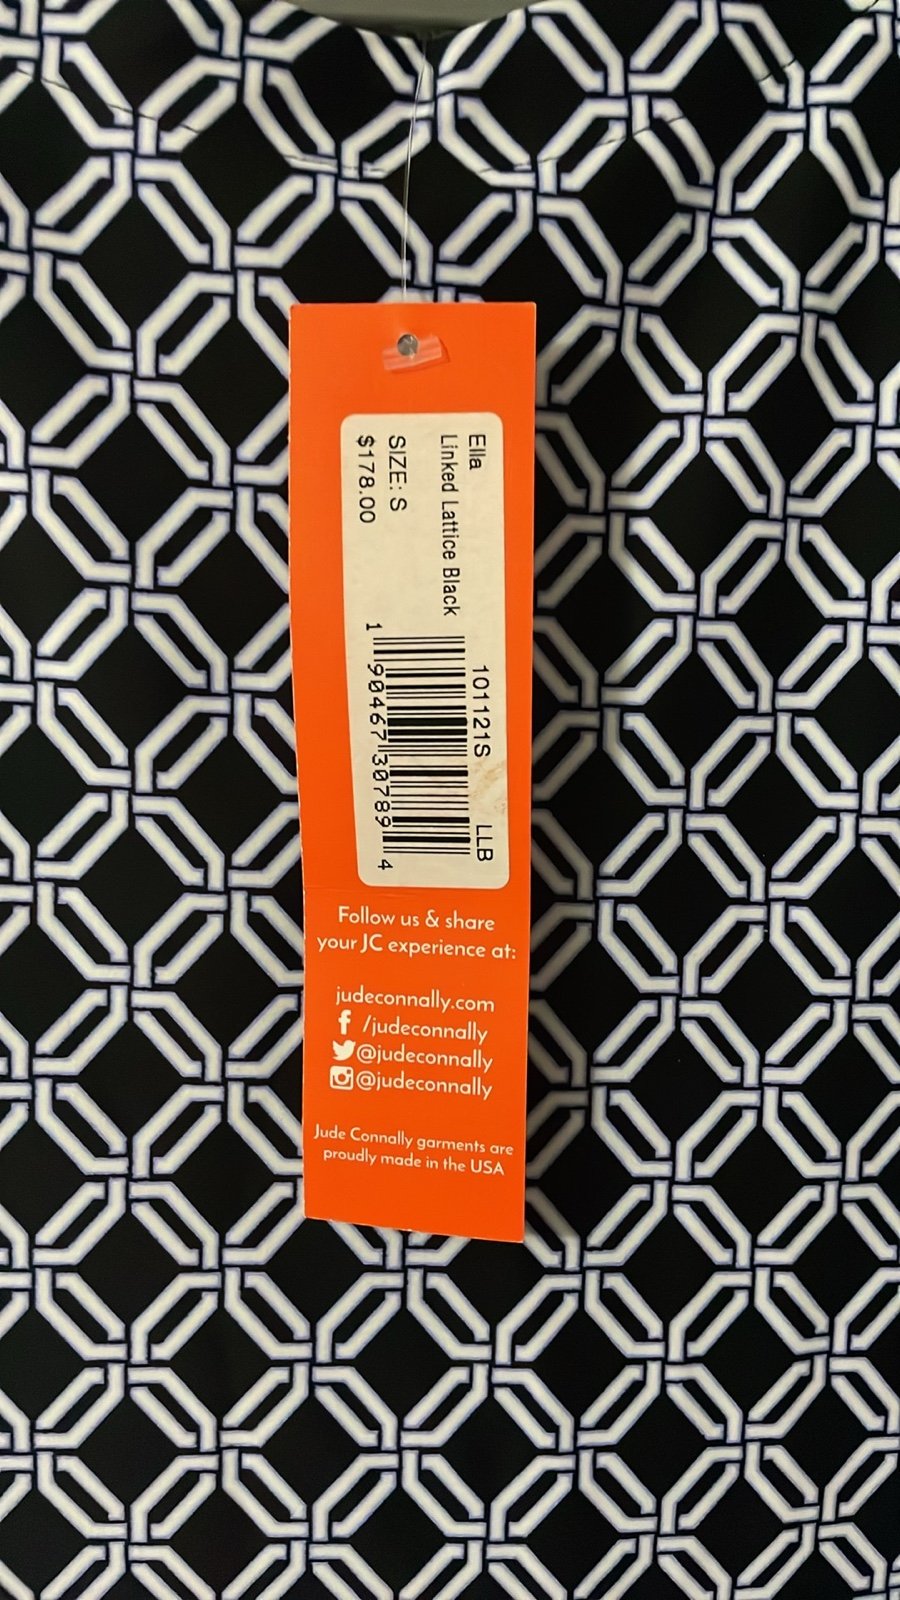 Ella
Linked Lattice Black
101121S LLB
SIZE: S
$178.00
1 90467 30789 4
Follow us & share
your JC experience at:
judeconnally.com
/judeconnally
@judeconnally
@judeconnally
Jude Connally garments are
proudly made in the USA